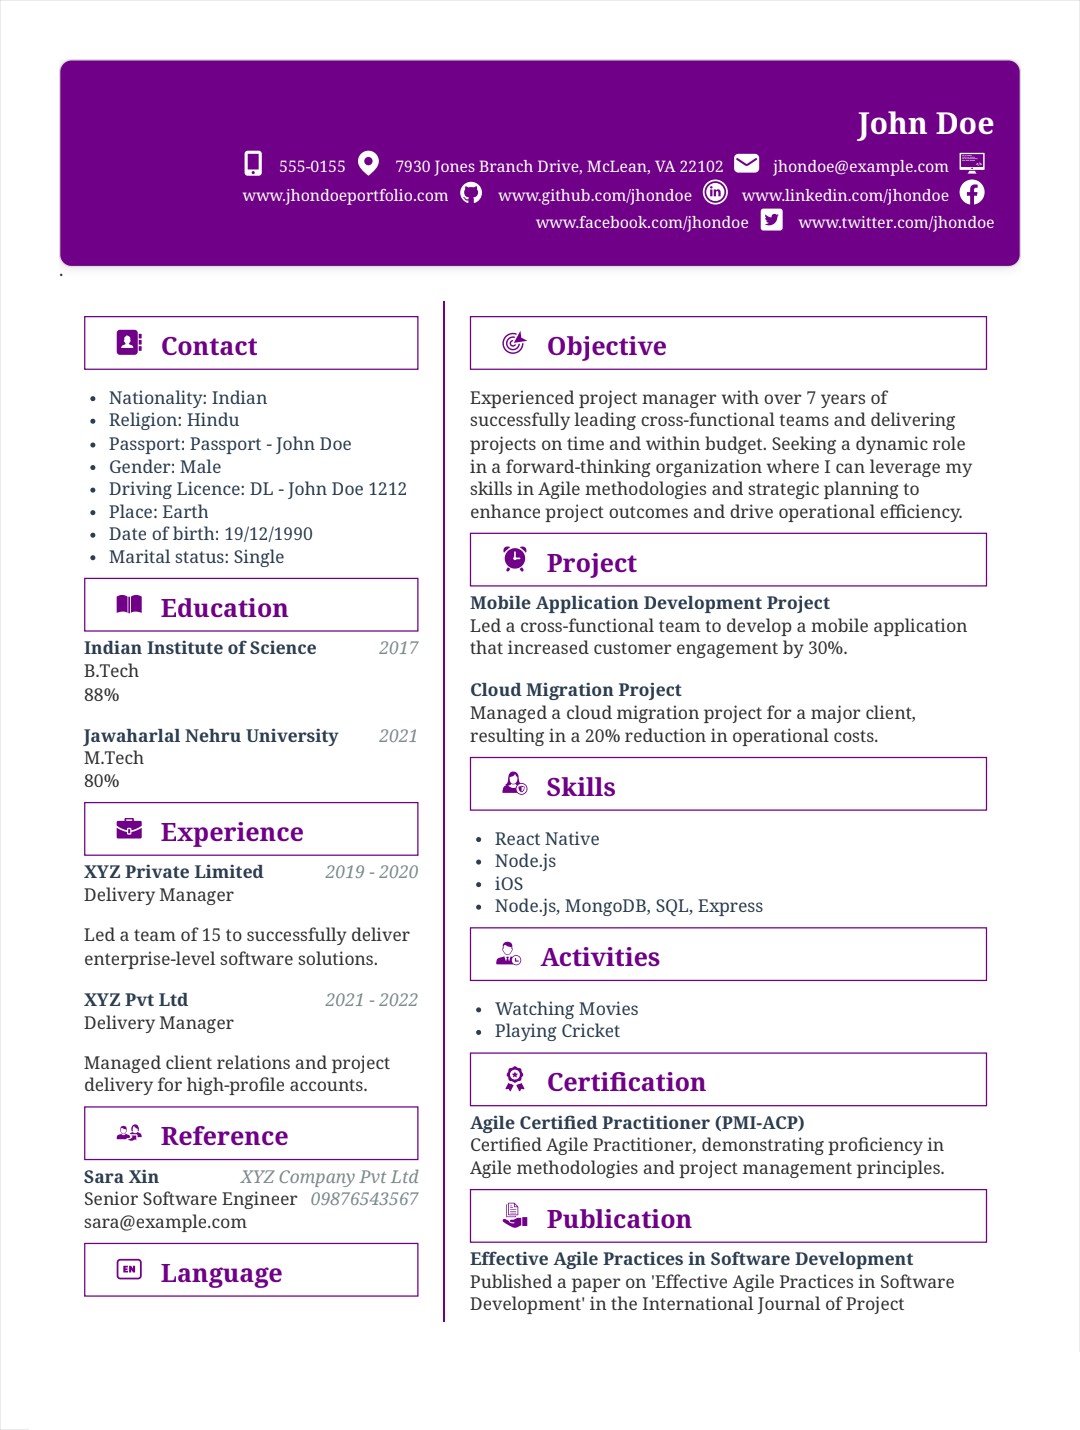 John Doe
555-0155 7930 Jones Branch Drive, McLean, VA 22102 jhondoe@example.com
www.jhondoeportfolio.com www.github.com/jhondoe www.linkedin.com/jhondoe
www.facebook.com/jhondoe www.twitter.com/jhondoe
.
Contact
• Nationality: Indian
• Religion: Hindu
• Passport: Passport - John Doe
• Gender: Male
• Driving Licence: DL - John Doe 1212
• Place: Earth
• Date of birth: 19/12/1990
• Marital status: Single
Education
Indian Institute of Science 2017
B.Tech
88%
Jawaharlal Nehru University 2021
M.Tech
80%
Experience
XYZ Private Limited 2019 - 2020
Delivery Manager
Led a team of 15 to successfully deliver
enterprise-level software solutions.
XYZ Pvt Ltd 2021 - 2022
Delivery Manager
Managed client relations and project
delivery for high-profile accounts.
Reference
Sara Xin XYZ Company Pvt Ltd
Senior Software Engineer 09876543567
sara@example.com
EN Language
Objective
Experienced project manager with over 7 years of
successfully leading cross-functional teams and delivering
projects on time and within budget. Seeking a dynamic role
in a forward-thinking organization where I can leverage my
skills in Agile methodologies and strategic planning to
enhance project outcomes and drive operational efficiency.
Project
Mobile Application Development Project
Led a cross-functional team to develop a mobile application
that increased customer engagement by 30%.
Cloud Migration Project
Managed a cloud migration project for a major client,
resulting in a 20% reduction in operational costs.
Skills
• React Native
• Node.js
• iOS
• Node.js, MongoDB, SQL, Express
Activities
• Watching Movies
• Playing Cricket
Certification
Agile Certified Practitioner (PMI-ACP)
Certified Agile Practitioner, demonstrating proficiency in
Agile methodologies and project management principles.
Publication
Effective Agile Practices in Software Development
Published a paper on 'Effective Agile Practices in Software
Development' in the International Journal of Project